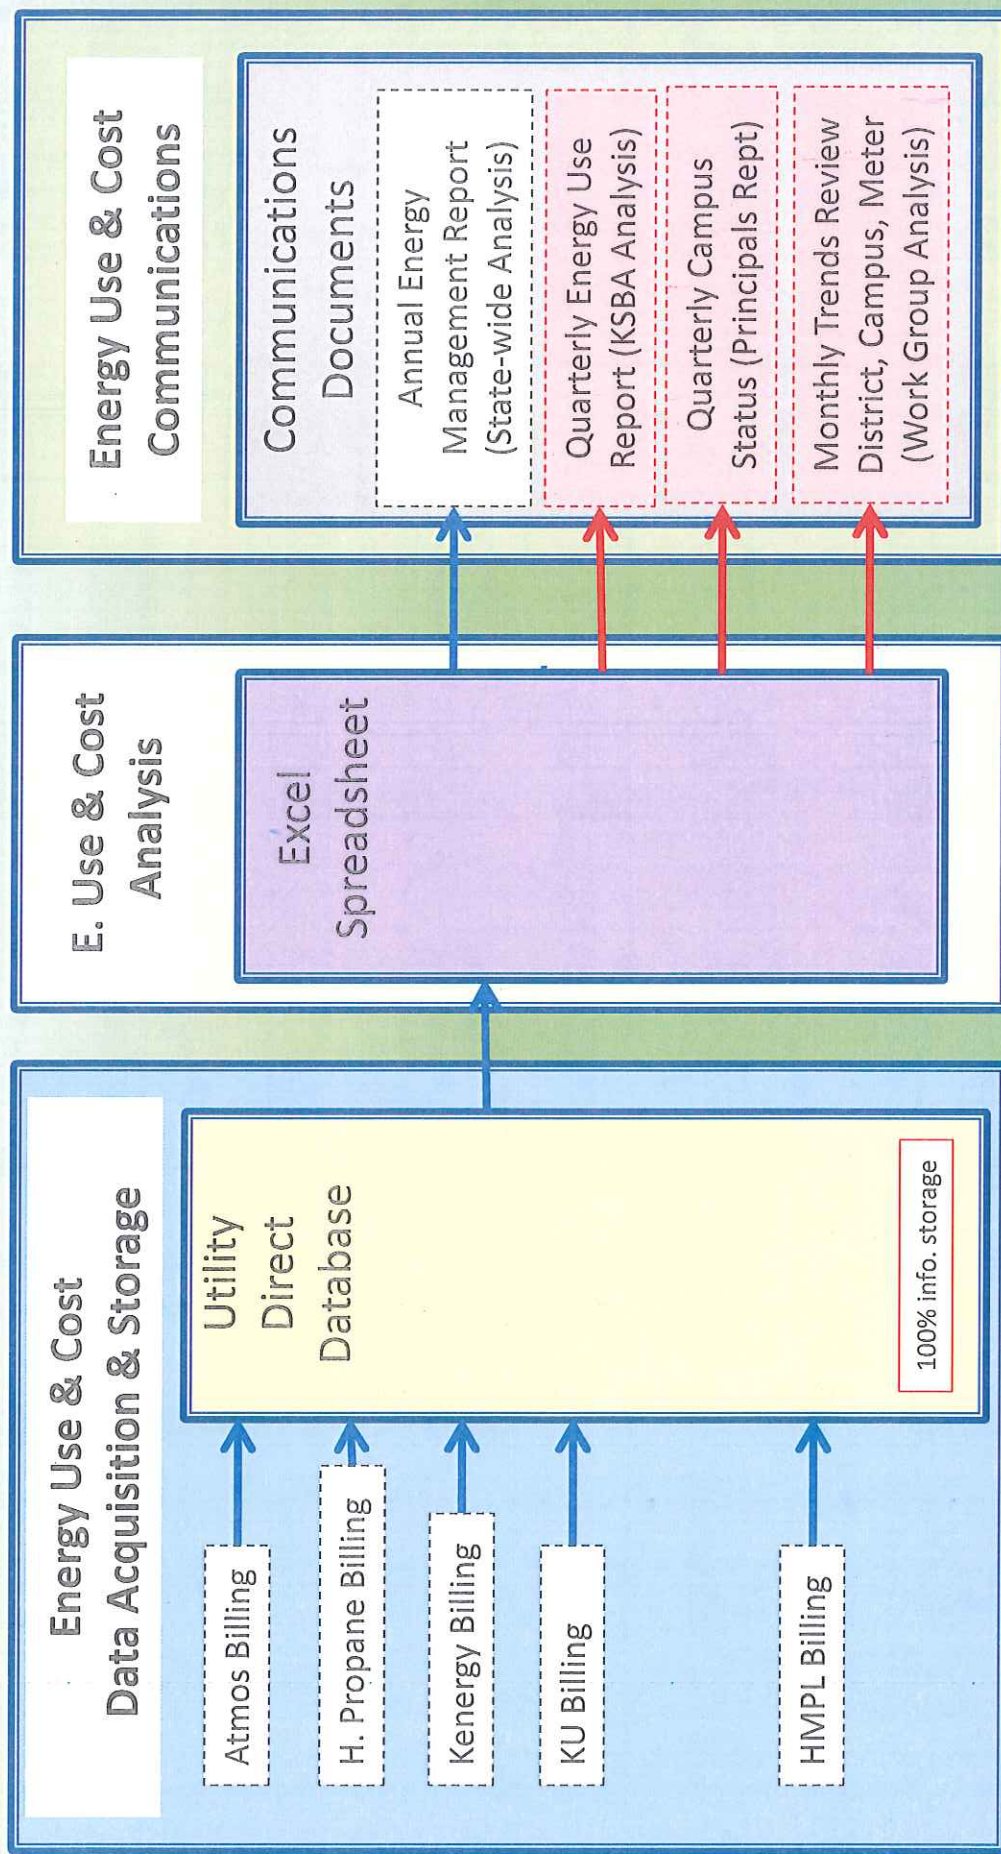 Energy Use & Cost
Data Acquisition & Storage
Atmos Billing
H. Propane Billing
Kenergy Billing
KU Billing
HMPL Billing
Utility
Direct
Database
100% info. storage
E. Use & Cost
Analysis
Excel
Spreadsheet
Energy Use & Cost
Communications
Communications
Documents
Annual Energy
Management Report
(State-wide Analysis)
Quarterly Energy Use
Report (KSBA Analysis)
Quarterly Campus
Status (Principals Rept)
Monthly Trends Review
District, Campus, Meter
(Work Group Analysis)